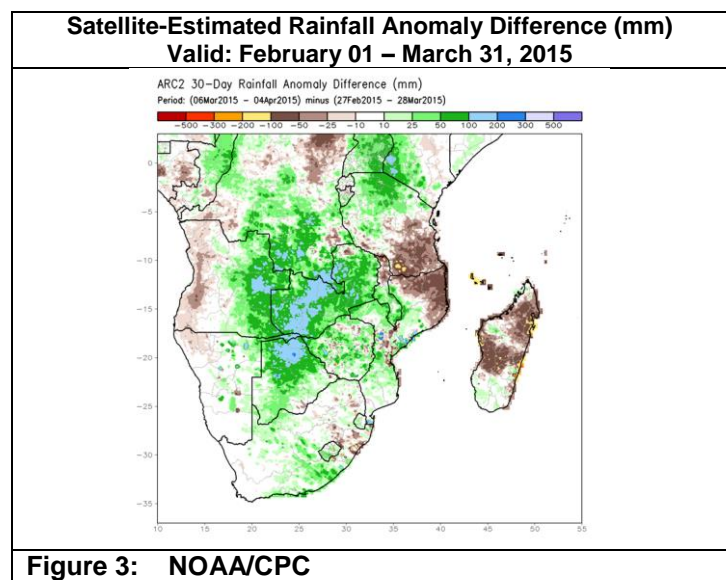 Satellite-Estimated Rainfall Anomaly Difference (mm)
Valid: February 01 – March 31, 2015
ARC2 30-Day Rainfall Anomaly Difference (mm)
Period: (06Mar2015 - 04Apr2015) minus (27Feb2015 - 28Mar2015)
-500 -300 -200 -100 -50 -25 -10 10 25 50 100 200 300 500
0
-5
-10
-15
-20
-25
-30
-35
10 15 20 25 30 35 40 45 50 55
Figure 3: NOAA/CPC